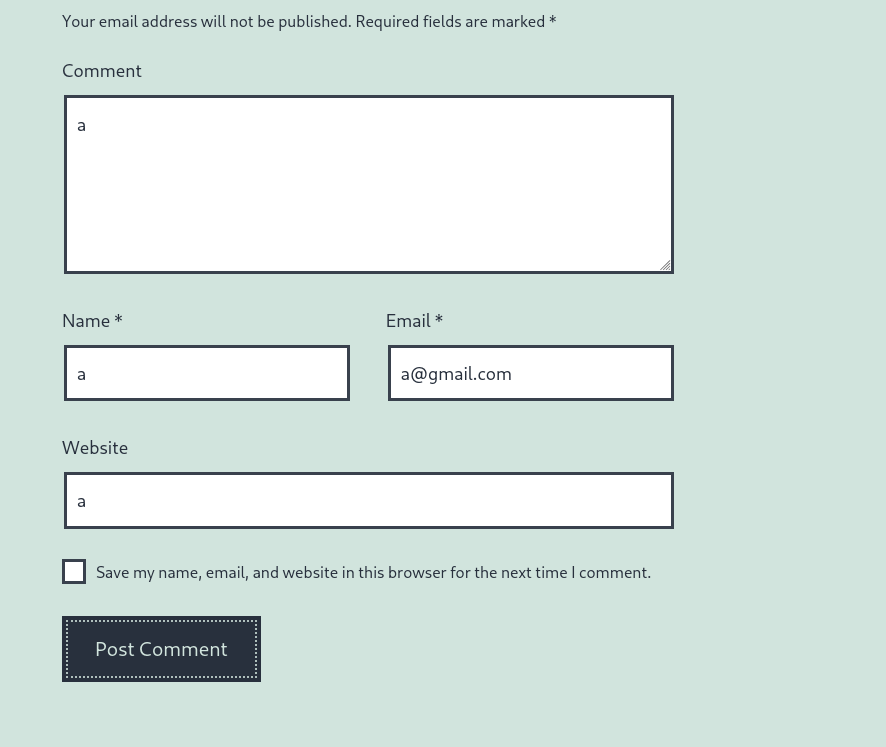 Your email address will not be published. Required fields are marked *
Comment
a
Name *
Email *
a
a@gmail.com
Website
a
Save my name, email, and website in this browser for the next time I comment.
Post Comment